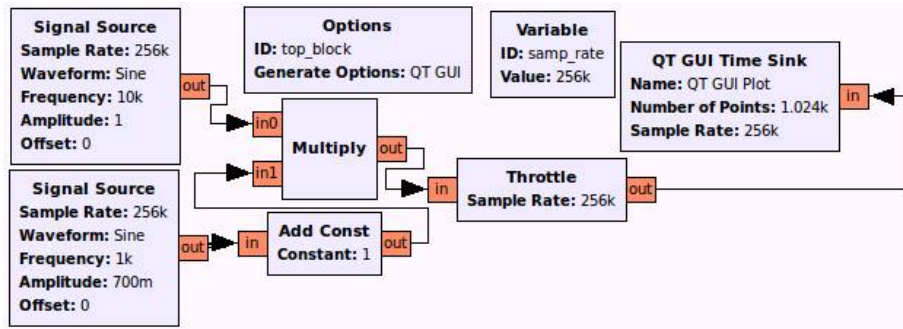 Signal Source
Sample Rate: 256k
Waveform: Sine
Frequency: 10k
Amplitude: 1
Offset: 0
out
Options
ID: top_block
Generate Options: QT GUI
Variable
ID: samp_rate
Value: 256k
QT GUI Time Sink
Name: QT GUI Plot
Number of Points: 1.024k
Sample Rate: 256k
in
in0
in1
Multiply
out
Signal Source
Sample Rate: 256k
Waveform: Sine
Frequency: 1k
Amplitude: 700m
Offset: 0
out
in
Add Const
Constant: 1
out
in
Throttle
Sample Rate: 256k
out